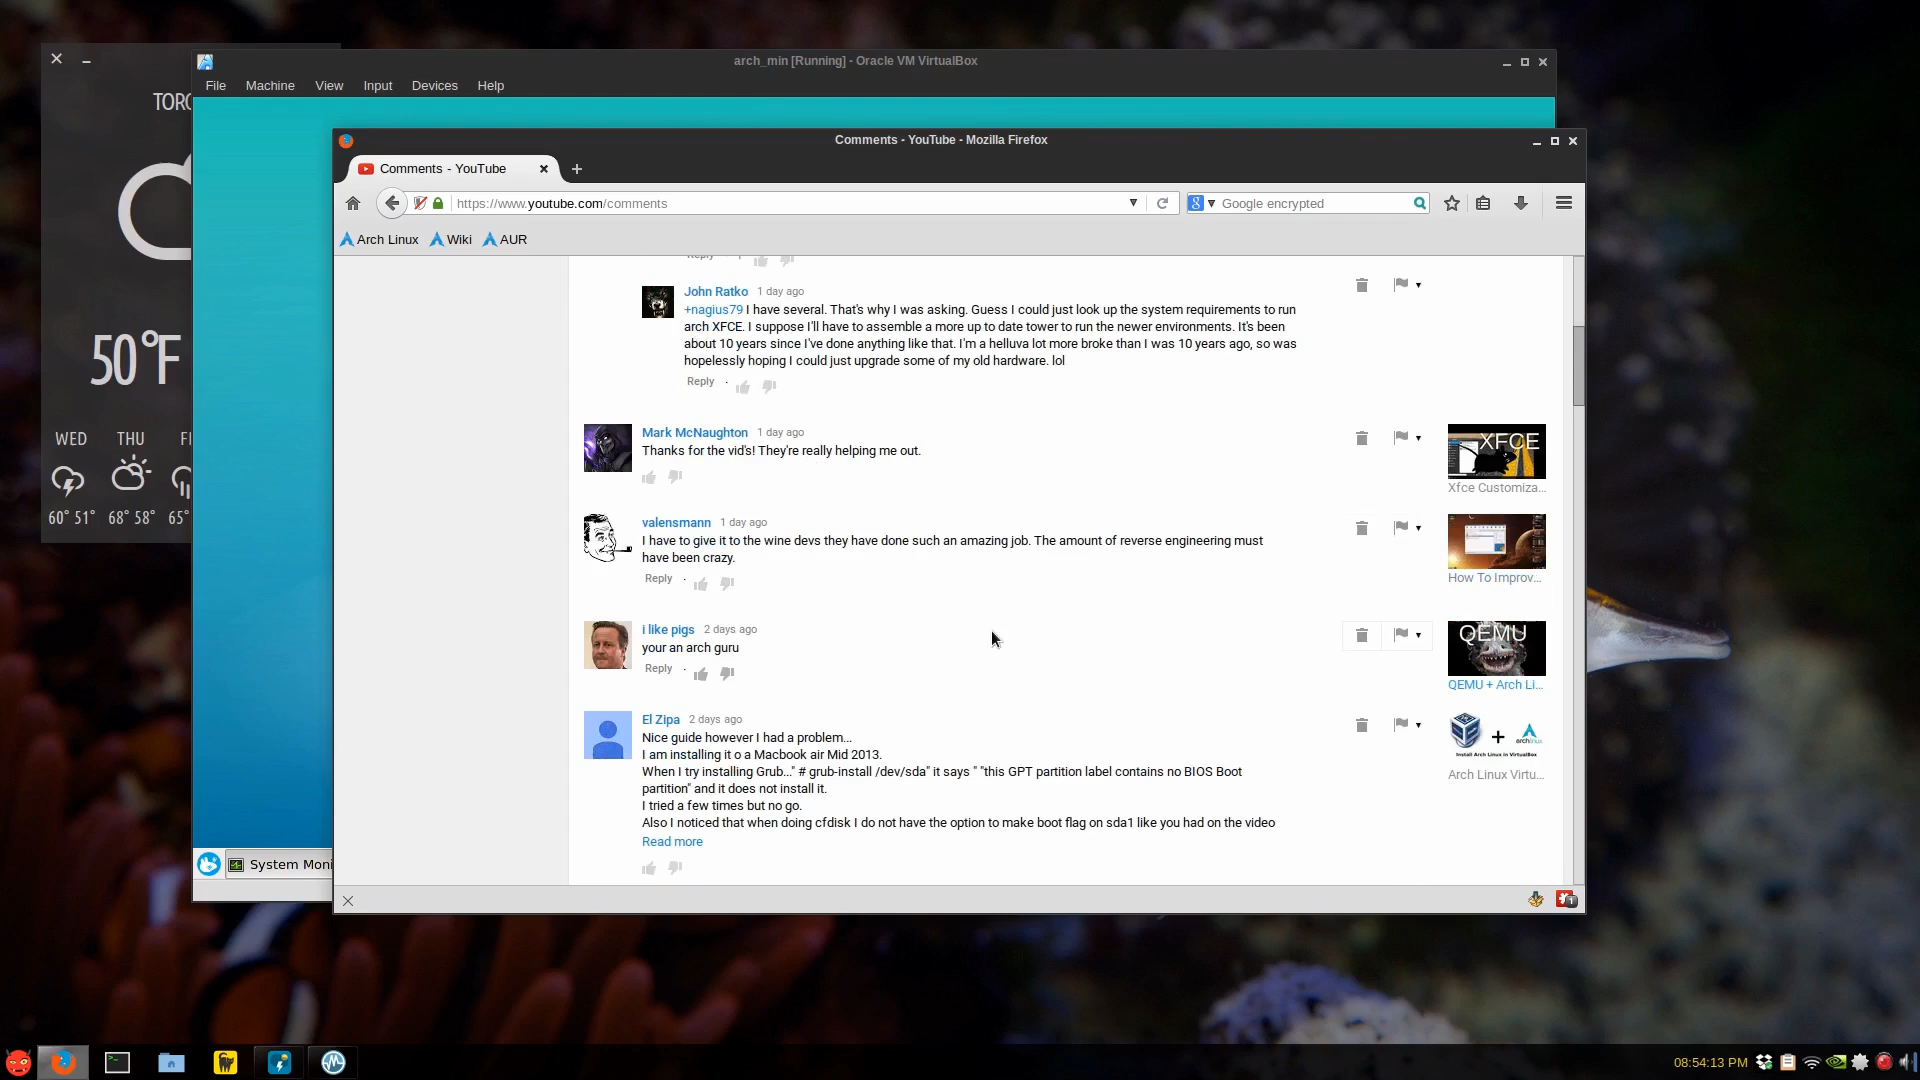 TORO
50°F
WED THU
60° 51° 68° 58° 65°
arch_min [Running] - Oracle VM VirtualBox
File Machine View Input Devices Help
Comments - YouTube - Mozilla Firefox
Comments - YouTube
https://www.youtube.com/comments
Google encrypted
Arch Linux Wiki AUR
Reply
John Ratko 1 day ago
+nagius79 I have several. That's why I was asking. Guess I could just look up the system requirements to run
arch XFCE. I suppose I'll have to assemble a more up to date tower to run the newer environments. It's been
about 10 years since I've done anything like that. I'm a helluva lot more broke than I was 10 years ago, so was
hopelessly hoping I could just upgrade some of my old hardware. lol
Reply
Mark McNaughton 1 day ago
Thanks for the vid's! They're really helping me out.
XFCE
Xfce Customiza...
valensmann 1 day ago
I have to give it to the wine devs they have done such an amazing job. The amount of reverse engineering must
have been crazy.
Reply
How To Improv...
i like pigs 2 days ago
your an arch guru
Reply
QEMU
QEMU + Arch Li...
El Zipa 2 days ago
Nice guide however I had a problem...
I am installing it o a Macbook air Mid 2013.
When I try installing Grub..." # grub-install /dev/sda" it says " "this GPT partition label contains no BIOS Boot
partition" and it does not install it.
I tried a few times but no go.
Also I noticed that when doing cfdisk I do not have the option to make boot flag on sda1 like you had on the video
Read more
+ archlinux
Install Arch Linux in VirtualBox
Arch Linux Virtu...
System Moni
1
08:54:13 PM